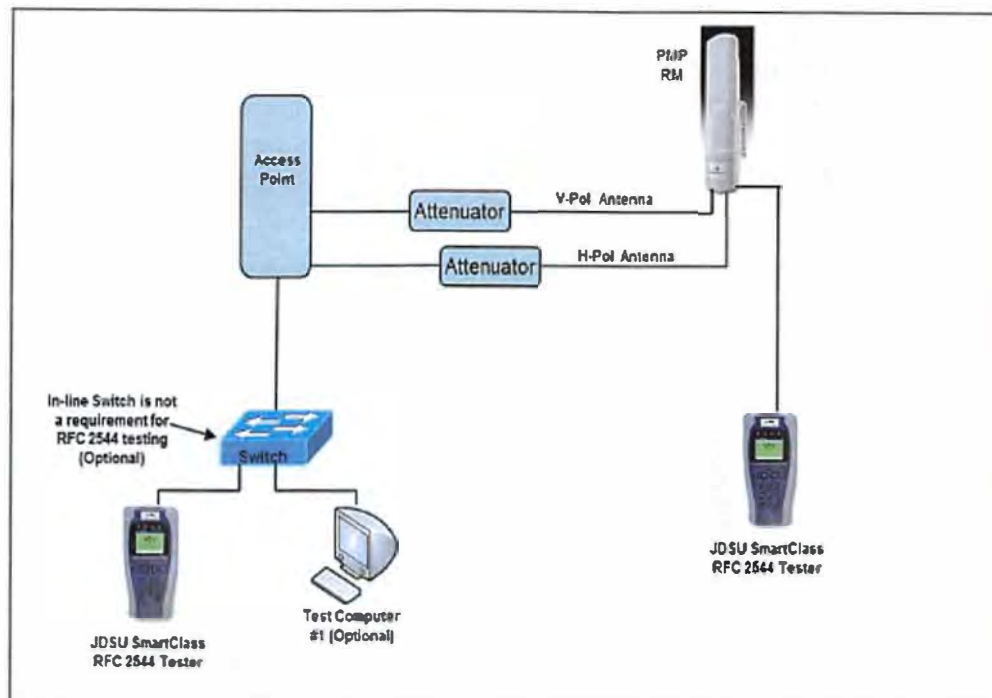 PMP
RM
Access
Point
Attenuator
V-Pol Antenna
Attenuator
H-Pol Antenna
In-line Switch is not
a requirement for
RFC 2544 testing
(Optional)
Switch
JDSU SmartClass
RFC 2544 Tester
Test Computer
#1 (Optional)
JDSU SmartClass
RFC 2544 Tester